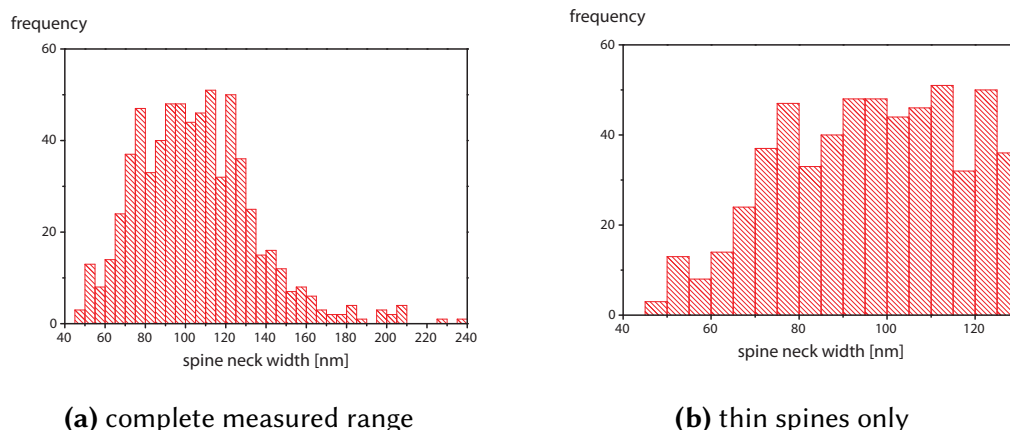 frequency
60
40
20
0
40 60 80 100 120 140 160 180 200 220 240
spine neck width [nm]
(a) complete measured range
frequency
60
40
20
0
40 60 80 100 120
spine neck width [nm]
(b) thin spines only